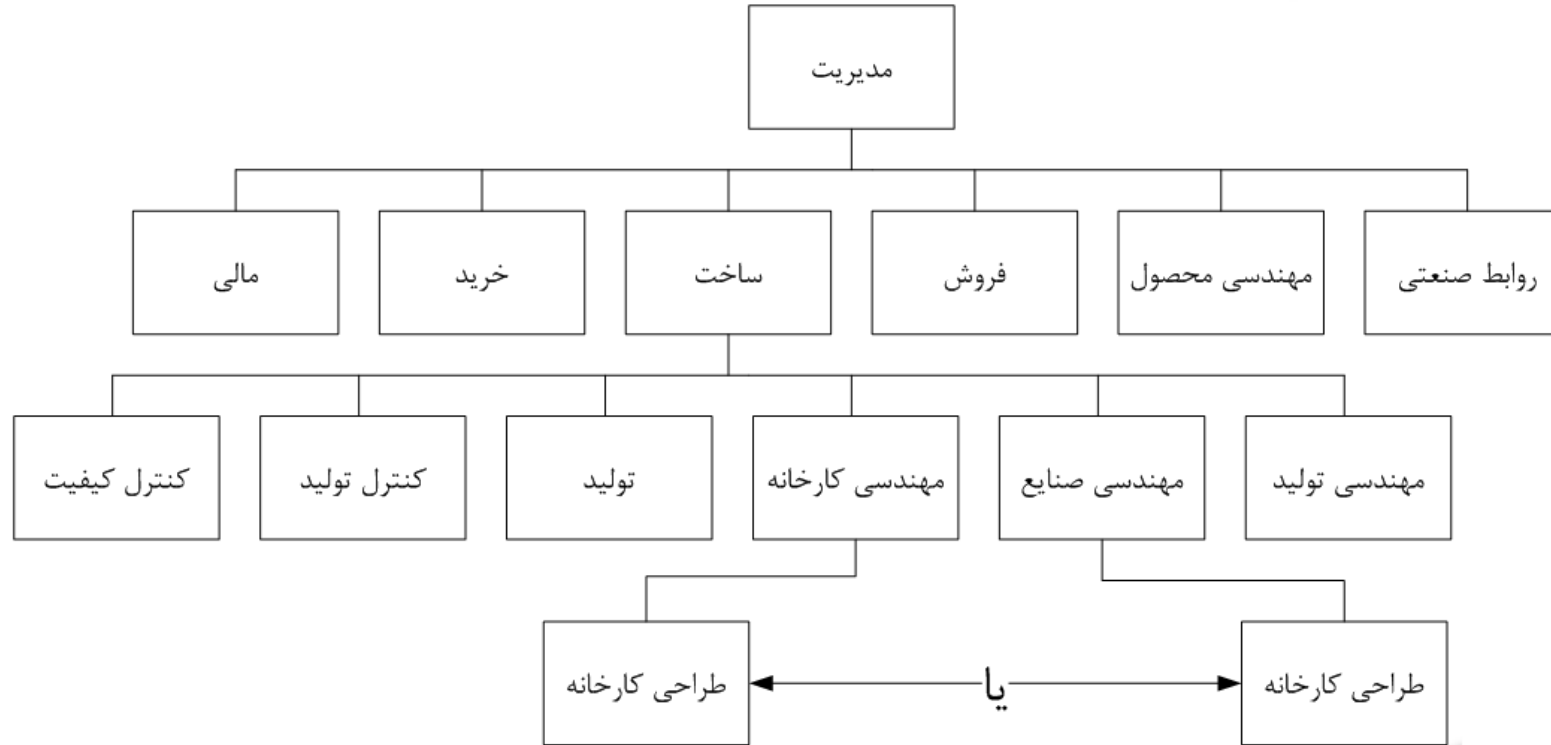 مدیریت
روابط صنعتی
مهندسی محصول
فروش
ساخت
خرید
مالی
مهندسی تولید
مهندسی صنایع
مهندسی کارخانه
تولید
کنترل تولید
کنترل کیفیت
طراحی کارخانه
یا
طراحی کارخانه